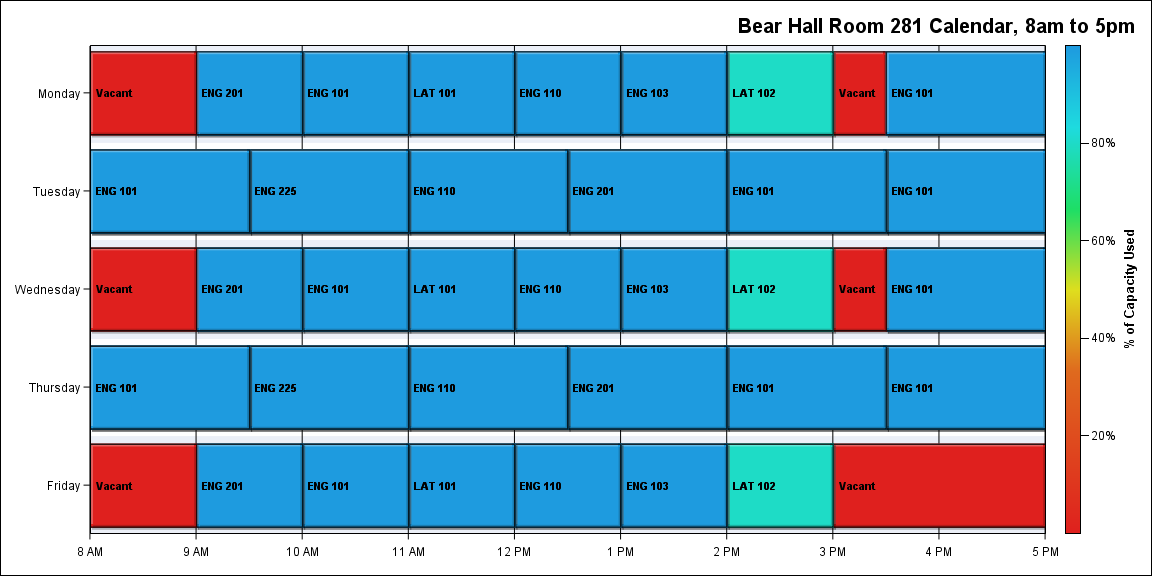 Bear Hall Room 281 Calendar, 8am to 5pm
Monday
Vacant
ENG 201
ENG 101
LAT 101
ENG 110
ENG 103
LAT 102
Vacant
ENG 101
Tuesday
ENG 101
ENG 225
ENG 110
ENG 201
ENG 101
ENG 101
Wednesday
Vacant
ENG 201
ENG 101
LAT 101
ENG 110
ENG 103
LAT 102
Vacant
ENG 101
Thursday
ENG 101
ENG 225
ENG 110
ENG 201
ENG 101
ENG 101
Friday
Vacant
ENG 201
ENG 101
LAT 101
ENG 110
ENG 103
LAT 102
Vacant
8 AM
9 AM
10 AM
11 AM
12 PM
1 PM
2 PM
3 PM
4 PM
5 PM
80%
60%
40%
20%
% of Capacity Used